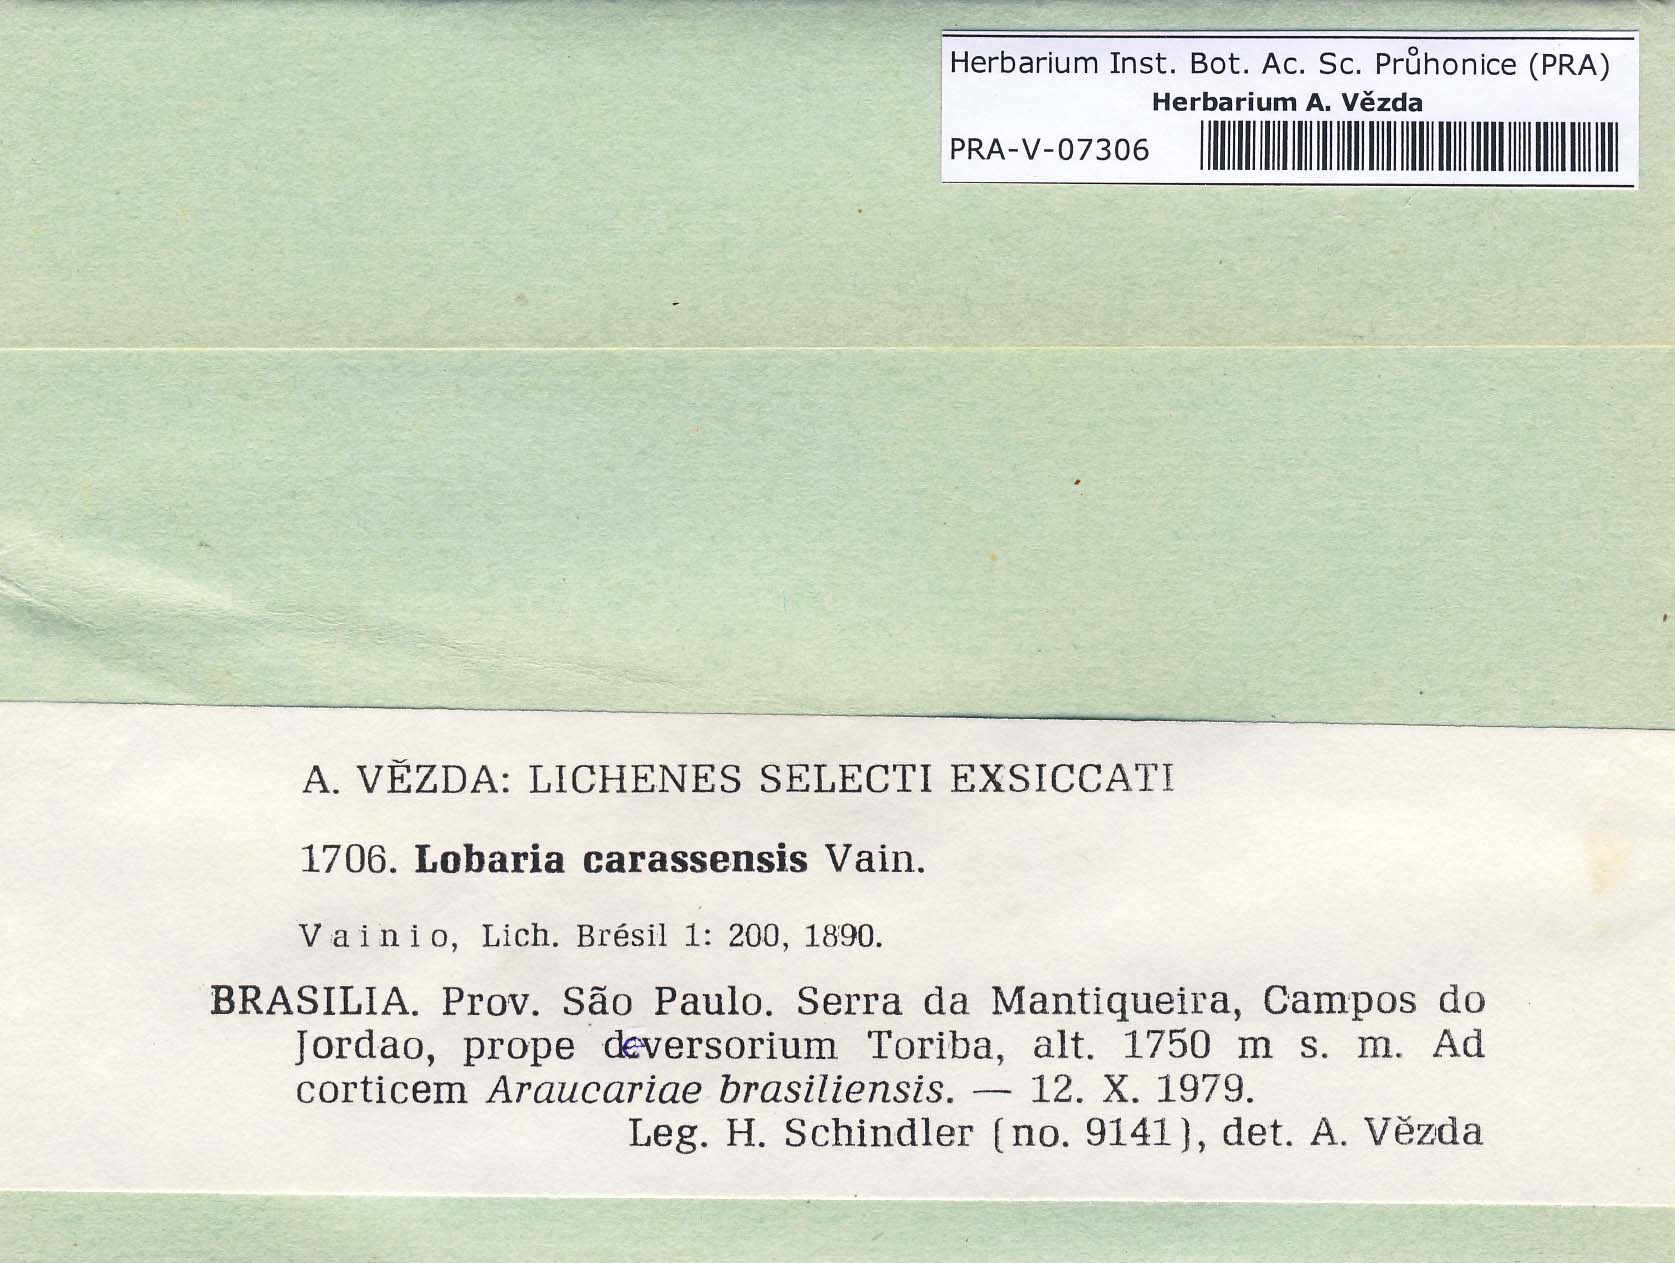 Herbarium Inst. Bot. Ac. Sc. Průhonice (PRA)
Herbarium A. Vězda
PRA-V-07306
A. VĚZDA: LICHENES SELECTI EXSICCATI
1706. Lobaria carassensis Vain.
Vainio, Lich. Brésil 1: 200, 1890.
BRASILIA. Prov. São Paulo. Serra da Mantiqueira, Campos do
Jordao, prope deversorium Toriba, alt. 1750 m s. m. Ad
corticem Araucariae brasiliensis. — 12. X. 1979.
Leg. H. Schindler (no. 9141), det. A. Vězda